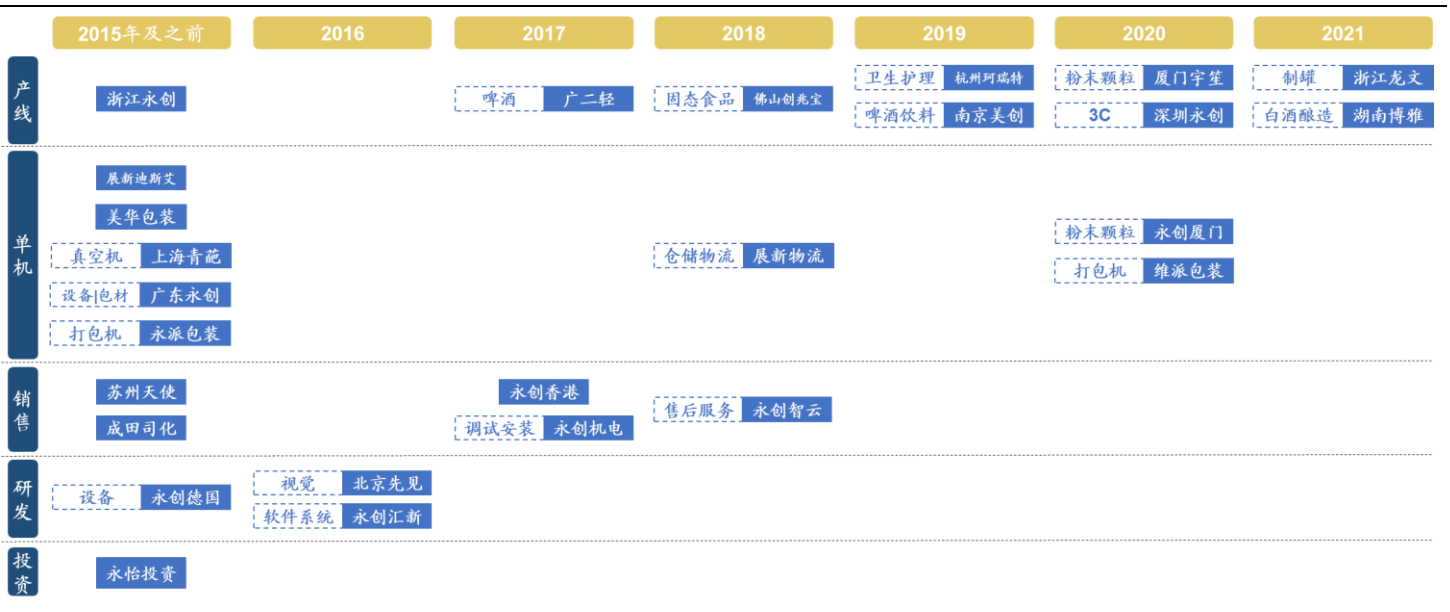 2015年及之前 2016 2017 2018 2019 2020 2021
产线
浙江永创
啤酒 广二轻
固态食品 佛山创兆宝
卫生护理 杭州珂瑞特
啤酒饮料 南京美创
粉末颗粒 厦门宇笙
3C 深圳永创
制罐 浙江龙文
白酒酿造 湖南博雅
单机
展新迪斯艾
美华包装
真空机 上海青葩
设备|包材 广东永创
打包机 永派包装
仓储物流 展新物流
粉末颗粒 永创厦门
打包机 维派包装
销售
苏州天使
成田司化
永创香港
调试安装 永创机电
售后服务 永创智云
研发
设备 永创德国
视觉 北京先见
软件系统 永创汇新
投资
永怡投资